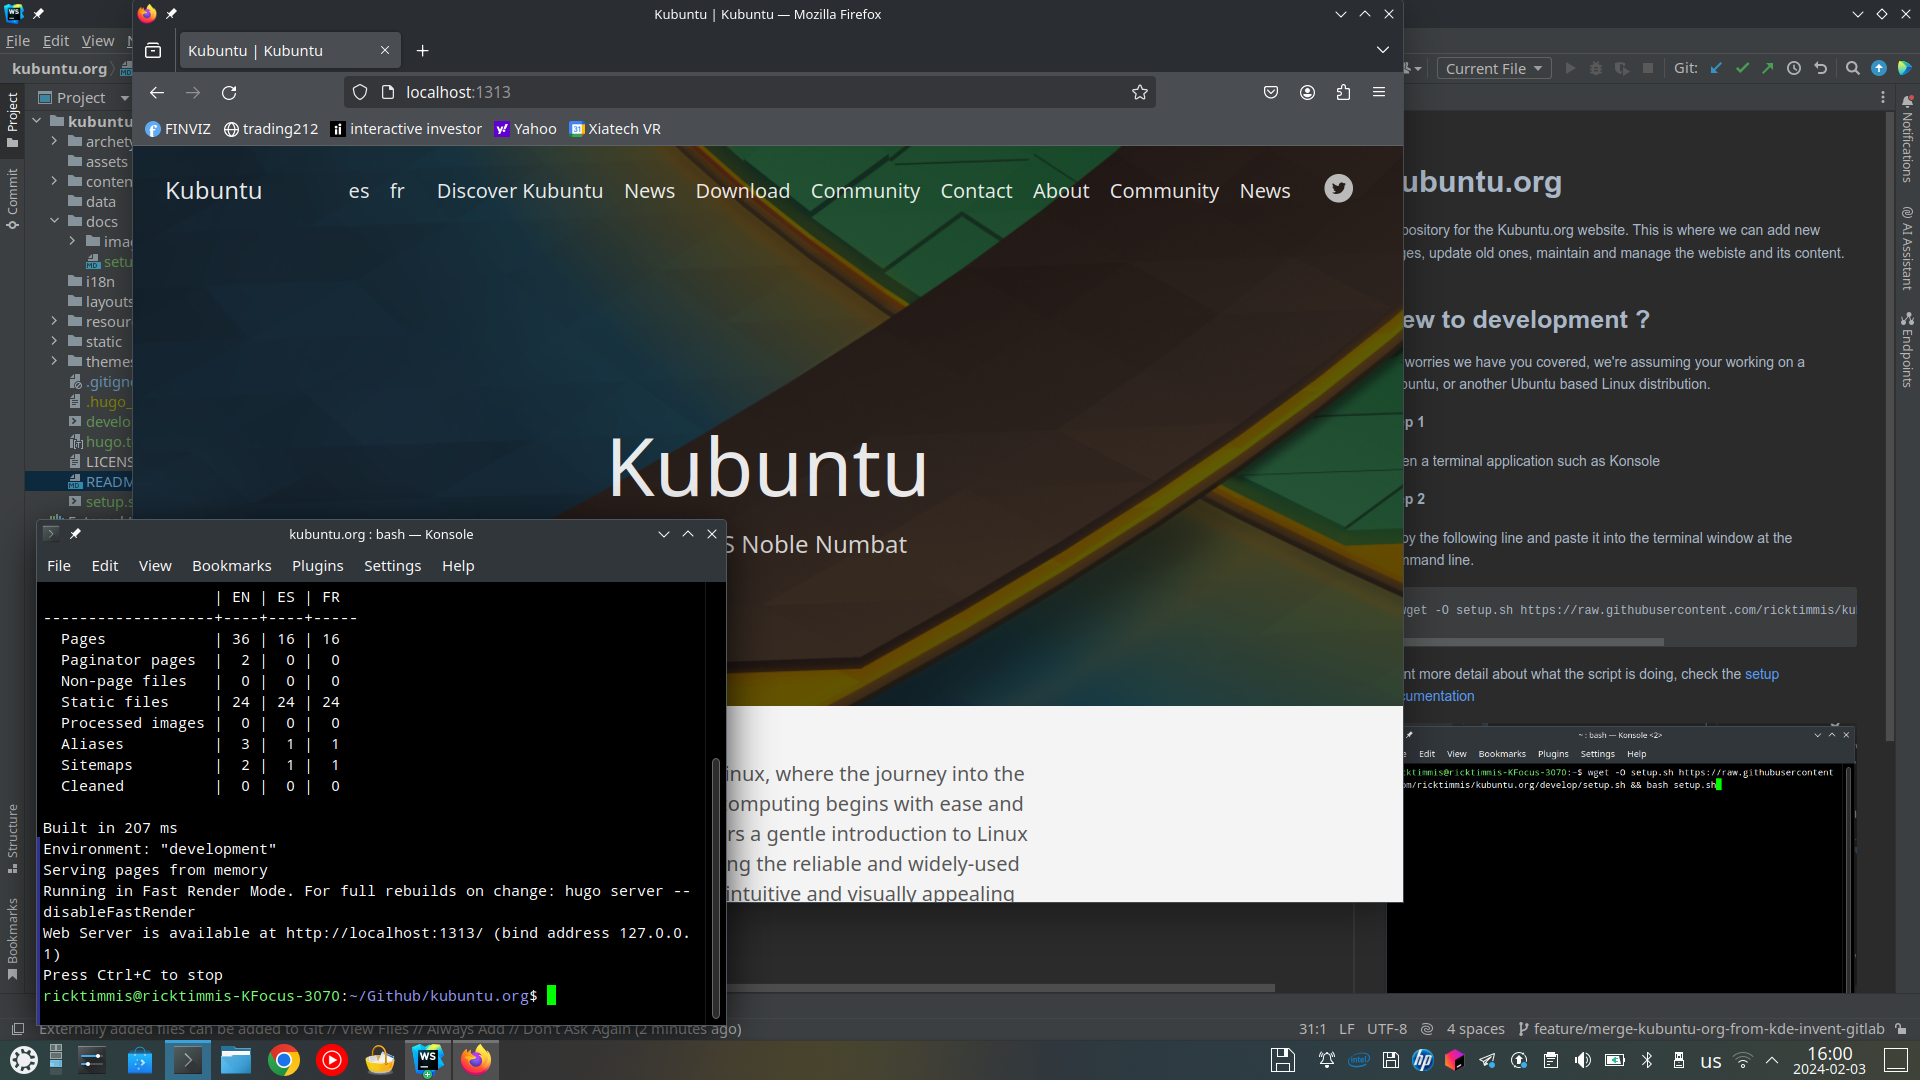 Kubuntu | Kubuntu — Mozilla Firefox
File Edit View
kubuntu.org
Current File
Git:
Kubuntu | Kubuntu
localhost:1313
FINVIZ trading212 interactive investor Yahoo Xiatech VR
Project
Commit
Structure
Bookmarks
Project
kubuntu
archety
assets
conten
data
docs
ima
setu
i18n
layouts
resour
static
themes
.gitign
.hugo_
develo
hugo.t
LICENS
READM
setup.s
Kubuntu es fr Discover Kubuntu News Download Community Contact About Community News
Kubuntu
S Noble Numbat
inux, where the journey into the
omputing begins with ease and
rs a gentle introduction to Linux
ng the reliable and widely-used
intuitive and visually appealing
kubuntu.org : bash — Konsole
File Edit View Bookmarks Plugins Settings Help
| EN | ES | FR
-------------------+----+----+-----
Pages | 36 | 16 | 16
Paginator pages | 2 | 0 | 0
Non-page files | 0 | 0 | 0
Static files | 24 | 24 | 24
Processed images | 0 | 0 | 0
Aliases | 3 | 1 | 1
Sitemaps | 2 | 1 | 1
Cleaned | 0 | 0 | 0
Built in 207 ms
Environment: "development"
Serving pages from memory
Running in Fast Render Mode. For full rebuilds on change: hugo server --
disableFastRender
Web Server is available at http://localhost:1313/ (bind address 127.0.0.
1)
Press Ctrl+C to stop
ricktimmis@ricktimmis-KFocus-3070:~/Github/kubuntu.org$
ubuntu.org
pository for the Kubuntu.org website. This is where we can add new
ges, update old ones, maintain and manage the webiste and its content.
ew to development ?
worries we have you covered, we're assuming your working on a
buntu, or another Ubuntu based Linux distribution.
p 1
en a terminal application such as Konsole
p 2
py the following line and paste it into the terminal window at the
mmand line.
wget -O setup.sh https://raw.githubusercontent.com/ricktimmis/ku
nt more detail about what the script is doing, check the setup
cumentation
~ : bash — Konsole <2>
Edit View Bookmarks Plugins Settings Help
cktimmis@ricktimmis-KFocus-3070:~$ wget -O setup.sh https://raw.githubusercontent
om/ricktimmis/kubuntu.org/develop/setup.sh && bash setup.sh
Notifications
AI Assistant
Endpoints
Externally added files can be added to Git // View Files // Always Add // Don't Ask Again (2 minutes ago)
31:1 LF UTF-8 4 spaces feature/merge-kubuntu-org-from-kde-invent-gitlab
WS
intel
hp
us
16:00
2024-02-03